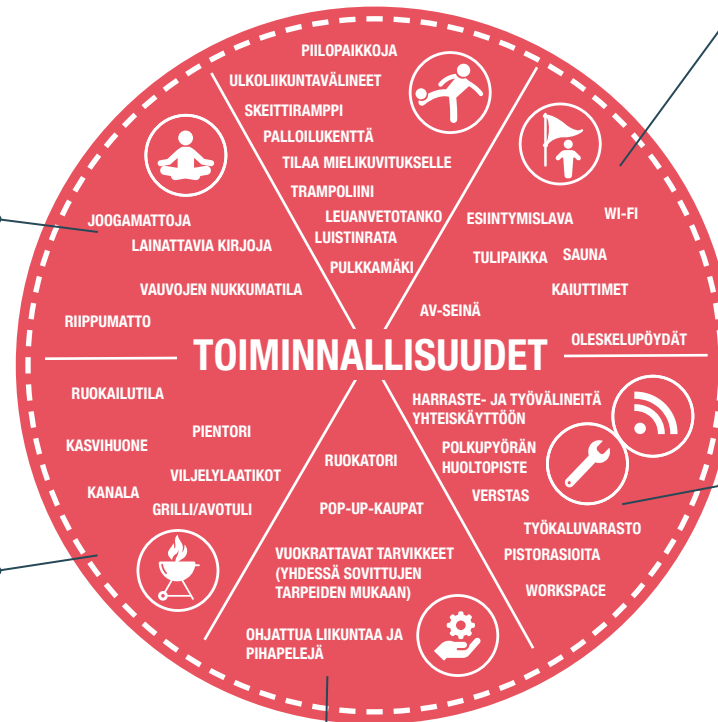 PIILOPAIKKOJA
ULKOLIIKUNTAVÄLINEET
SKEITTIRAMPPI
PALLOILUKENTTÄ
TILAA MIELIKUVITUKSELLE
TRAMPOLIINI
LEUANVETOTANKO
LUISTINRATA
PULKKAMÄKI
JOOGAMATTOJA
LAINATTAVIA KIRJOJA
VAUVOJEN NUKKUMATILA
RIIPPUMATTO
ESIINTYMISLAVA
WI-FI
TULIPAIKKA
SAUNA
KAIUTTIMET
AV-SEINÄ
OLESKELUPÖYDÄT
TOIMINNALLISUUDET
RUOKAILUTILA
PIENTORI
KASVIHUONE
VILJELYLAATIKOT
KANALA
GRILLI/AVOTULI
RUOKATORI
POP-UP-KAUPAT
VUOKRATTAVAT TARVIKKEET
(YHDESSÄ SOVITTUJEN
TARPEIDEN MUKAAN)
OHJATTUA LIIKUNTAA JA
PIHAPELEJÄ
HARRASTE- JA TYÖVÄLINEITÄ
YHTEISKÄYTTÖÖN
POLKUPYÖRÄN
HUOLTOPISTE
VERSTAS
TYÖKALUVARASTO
PISTORASIOITA
WORKSPACE